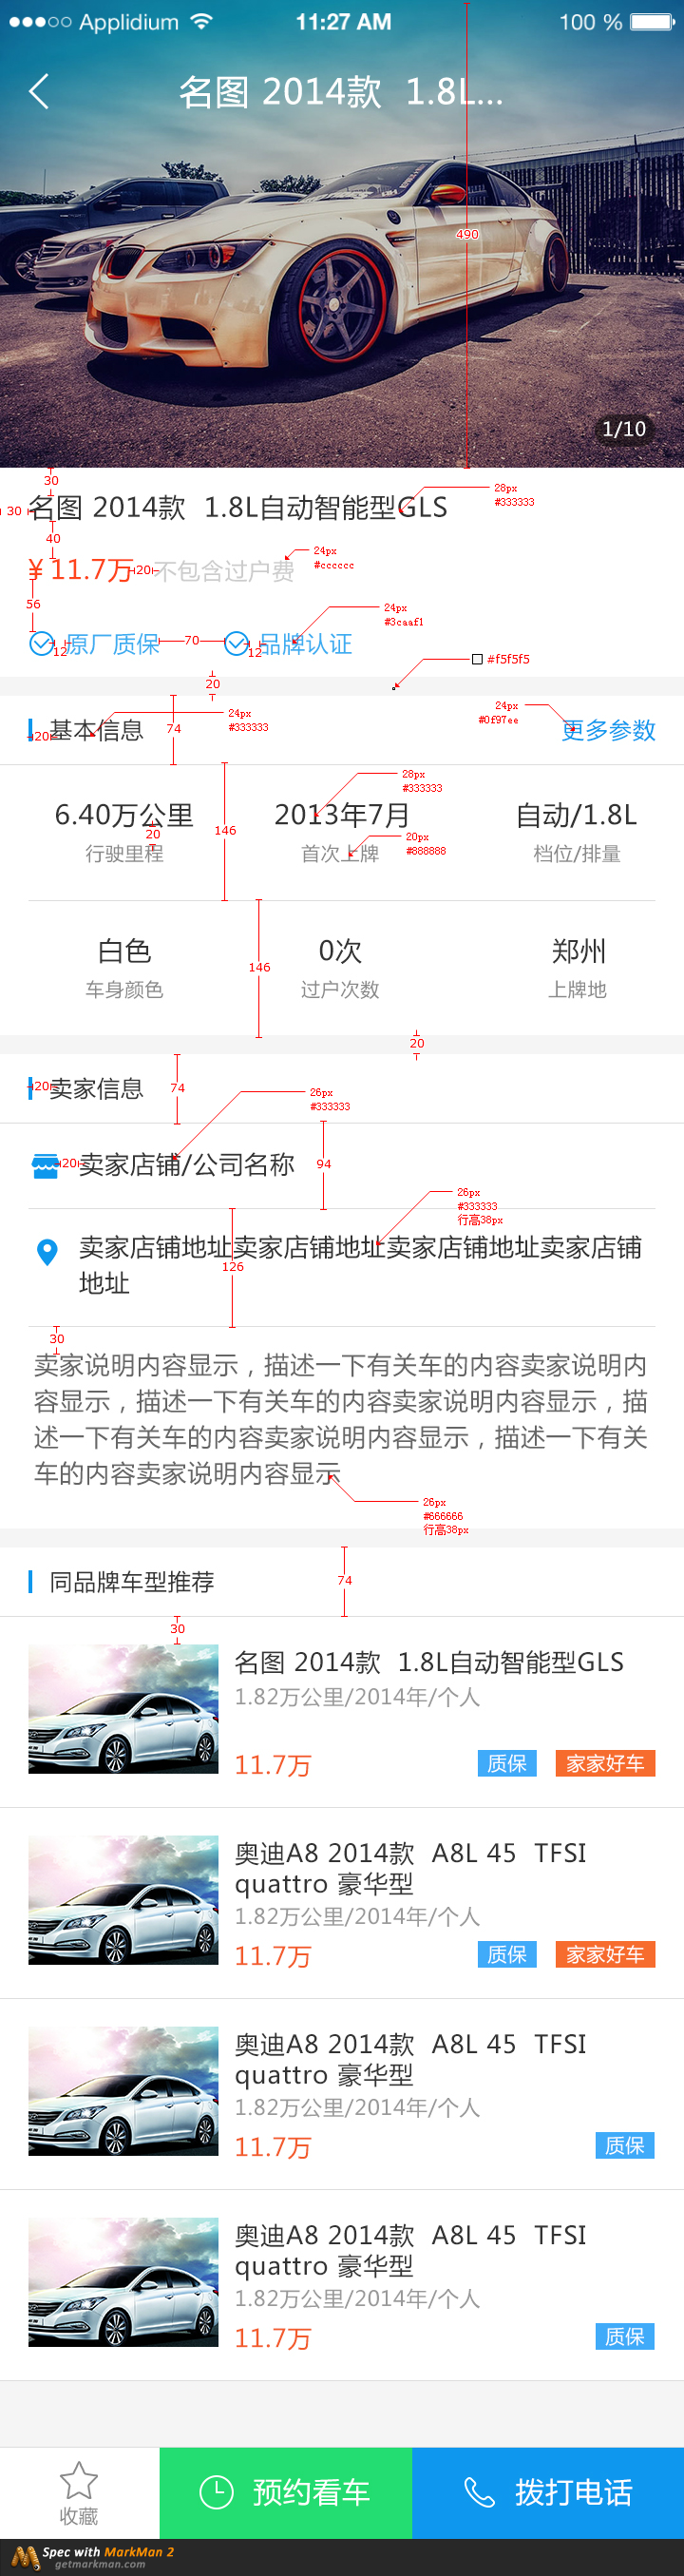 Applidium 11:27 AM 100 %
名图 2014款 1.8L...
490
1/10
30
28px
#333333
30 名图 2014款 1.8L自动智能型GLS
40
24px
#cccccc
¥ 11.7万 20 不包含过户费
56
24px
#3caaf1
12 原厂质保 70 12 品牌认证
#f5f5f5
20
24px
#333333
24px
#0f97ee
20 基本信息 74 更多参数
28px
#333333
6.40万公里 2013年7月 自动/1.8L
20 146
20px
#888888
行驶里程 首次上牌 档位/排量
白色 0次 郑州
146
车身颜色 过户次数 上牌地
20
20 卖家信息 74
26px
#333333
20 卖家店铺/公司名称 94
26px
#333333
行高38px
卖家店铺地址卖家店铺地址卖家店铺地址卖家店铺
地址
126
30
卖家说明内容显示，描述一下有关车的内容卖家说明内
容显示，描述一下有关车的内容卖家说明内容显示，描
述一下有关车的内容卖家说明内容显示，描述一下有关
车的内容卖家说明内容显示
26px
#666666
行高38px
同品牌车型推荐 74
30
名图 2014款 1.8L自动智能型GLS
1.82万公里/2014年/个人
11.7万 质保 家家好车
奥迪A8 2014款 A8L 45 TFSI
quattro 豪华型
1.82万公里/2014年/个人
11.7万 质保 家家好车
奥迪A8 2014款 A8L 45 TFSI
quattro 豪华型
1.82万公里/2014年/个人
11.7万 质保
奥迪A8 2014款 A8L 45 TFSI
quattro 豪华型
1.82万公里/2014年/个人
11.7万 质保
收藏 预约看车 拨打电话
Spec with MarkMan 2
getmarkman.com